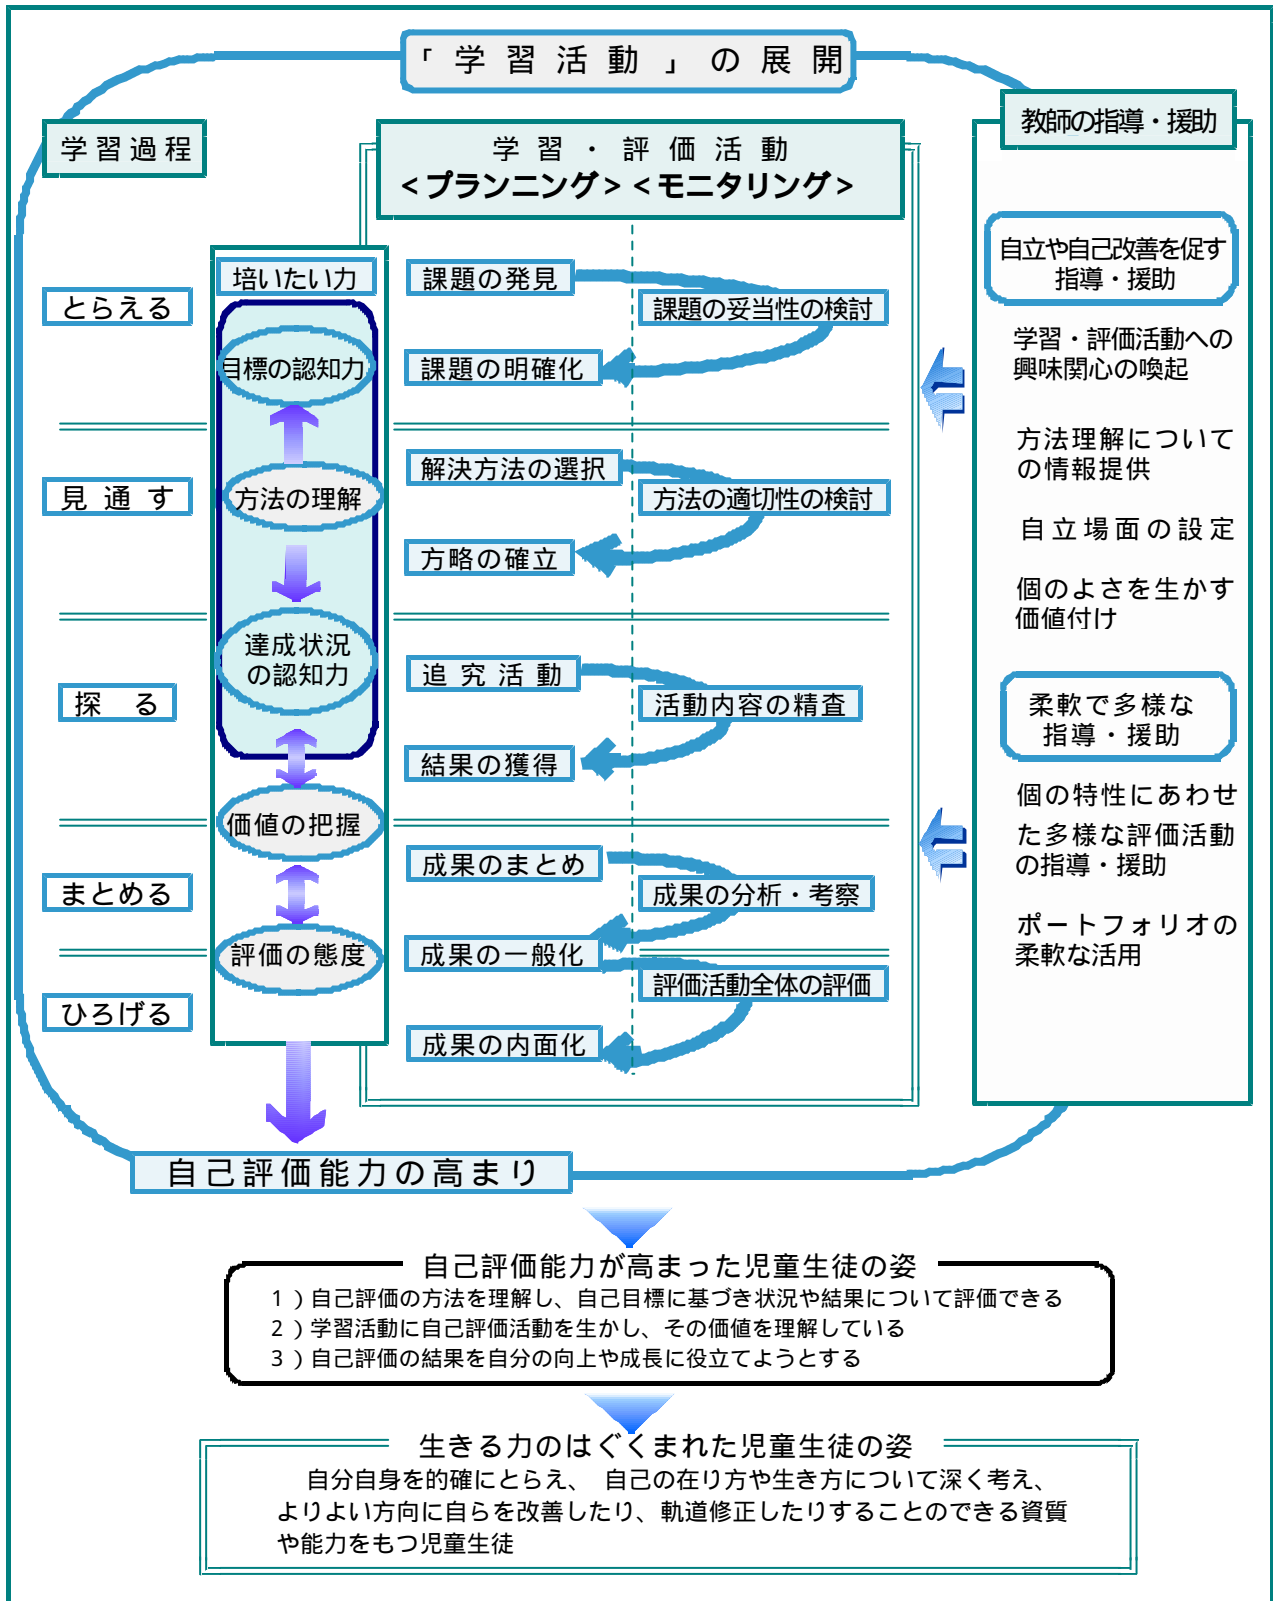 「学習活動」の展開
学習過程
学習・評価活動
<プランニング><モニタリング>
教師の指導・援助
培いたい力
とらえる
目標の認知力
課題の発見
課題の妥当性の検討
課題の明確化
見通す
方法の理解
解決方法の選択
方法の適切性の検討
方略の確立
達成状況
の認知力
探る
追究活動
活動内容の精査
結果の獲得
価値の把握
まとめる
成果のまとめ
成果の分析・考察
成果の一般化
評価の態度
評価活動全体の評価
ひろげる
成果の内面化
自立や自己改善を促す
指導・援助
学習・評価活動への
興味関心の喚起
方法理解について
の情報提供
自立場面の設定
個のよさを生かす
価値付け
柔軟で多様な
指導・援助
個の特性にあわせ
た多様な評価活動
の指導・援助
ポートフォリオの
柔軟な活用
自己評価能力の高まり
自己評価能力が高まった児童生徒の姿
1）自己評価の方法を理解し、自己目標に基づき状況や結果について評価できる
2）学習活動に自己評価活動を生かし、その価値を理解している
3）自己評価の結果を自分の向上や成長に役立てようとする
生きる力のはぐくまれた児童生徒の姿
自分自身を的確にとらえ、 自己の在り方や生き方について深く考え、
よりよい方向に自らを改善したり、軌道修正したりすることのできる資質
や能力をもつ児童生徒